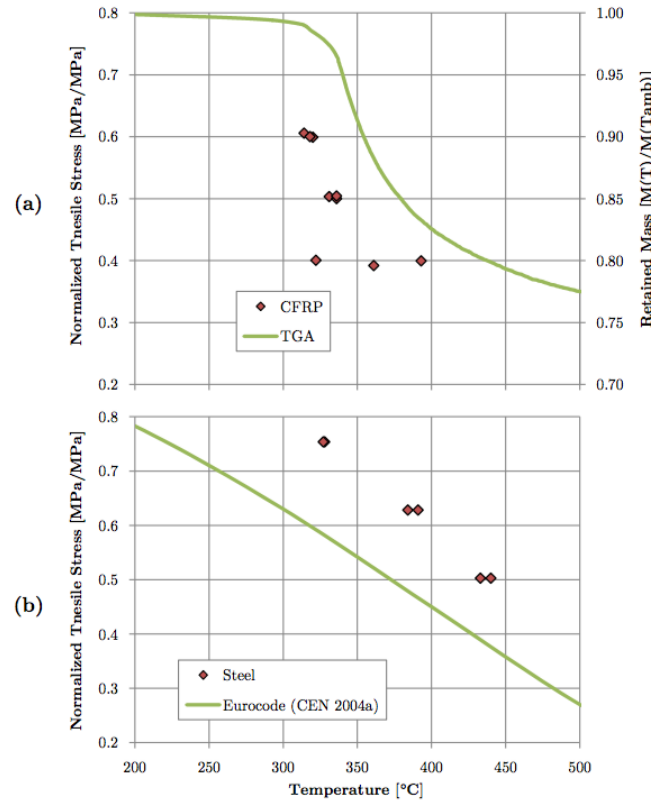 (a)
Normalized Tnesile Stress [MPa/MPa]
0.8
0.7
0.6
0.5
0.4
0.3
0.2
CFRP
TGA
1.00
0.95
0.90
0.85
0.80
0.75
0.70
Retained Mass [M(T)/M(Tamb)]
(b)
Normalized Tnesile Stress [MPa/MPa]
0.8
0.7
0.6
0.5
0.4
0.3
0.2
Steel
Eurocode (CEN 2004a)
200 250 300 350 400 450 500
Temperature [°C]